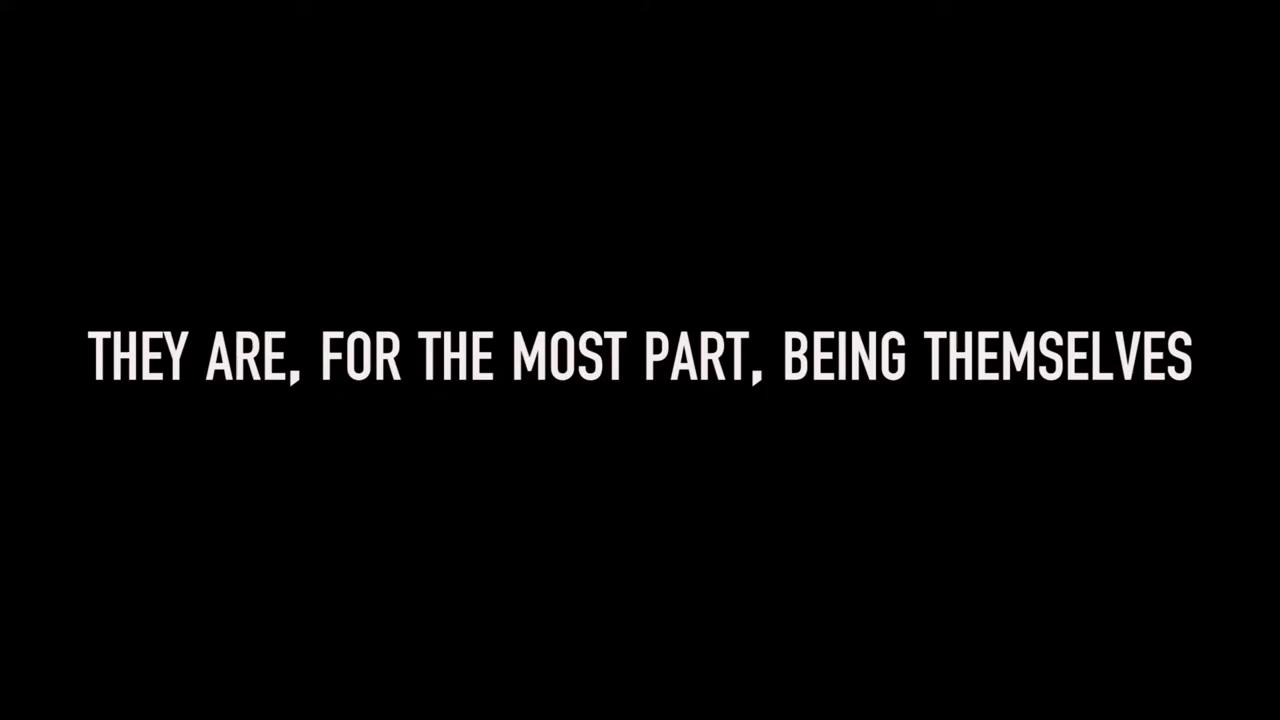 THEY ARE, FOR THE MOST PART, BEING THEMSELVES